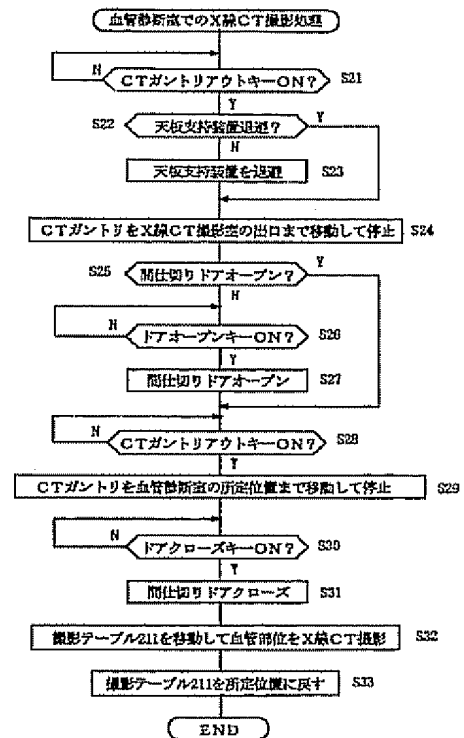 血管診断室でのX線CT撮影処理
N
CTガントリアウトキーON?
S21
Y
S22
天板支持装置退避?
Y
N
天板支持装置を退避
S23
CTガントリをX線CT撮影室の出口まで移動して停止
S24
S25
間仕切りドアオープン?
Y
N
N
ドアオープンキーON?
S26
Y
間仕切りドアオープン
S27
N
CTガントリアウトキーON?
S28
Y
CTガントリを血管診断室の所定位置まで移動して停止
S29
N
ドアクローズキーON?
S30
Y
間仕切りドアクローズ
S31
撮影テーブル211を移動して血管部位をX線CT撮影
S32
撮影テーブル211を所定位置に戻す
S33
END